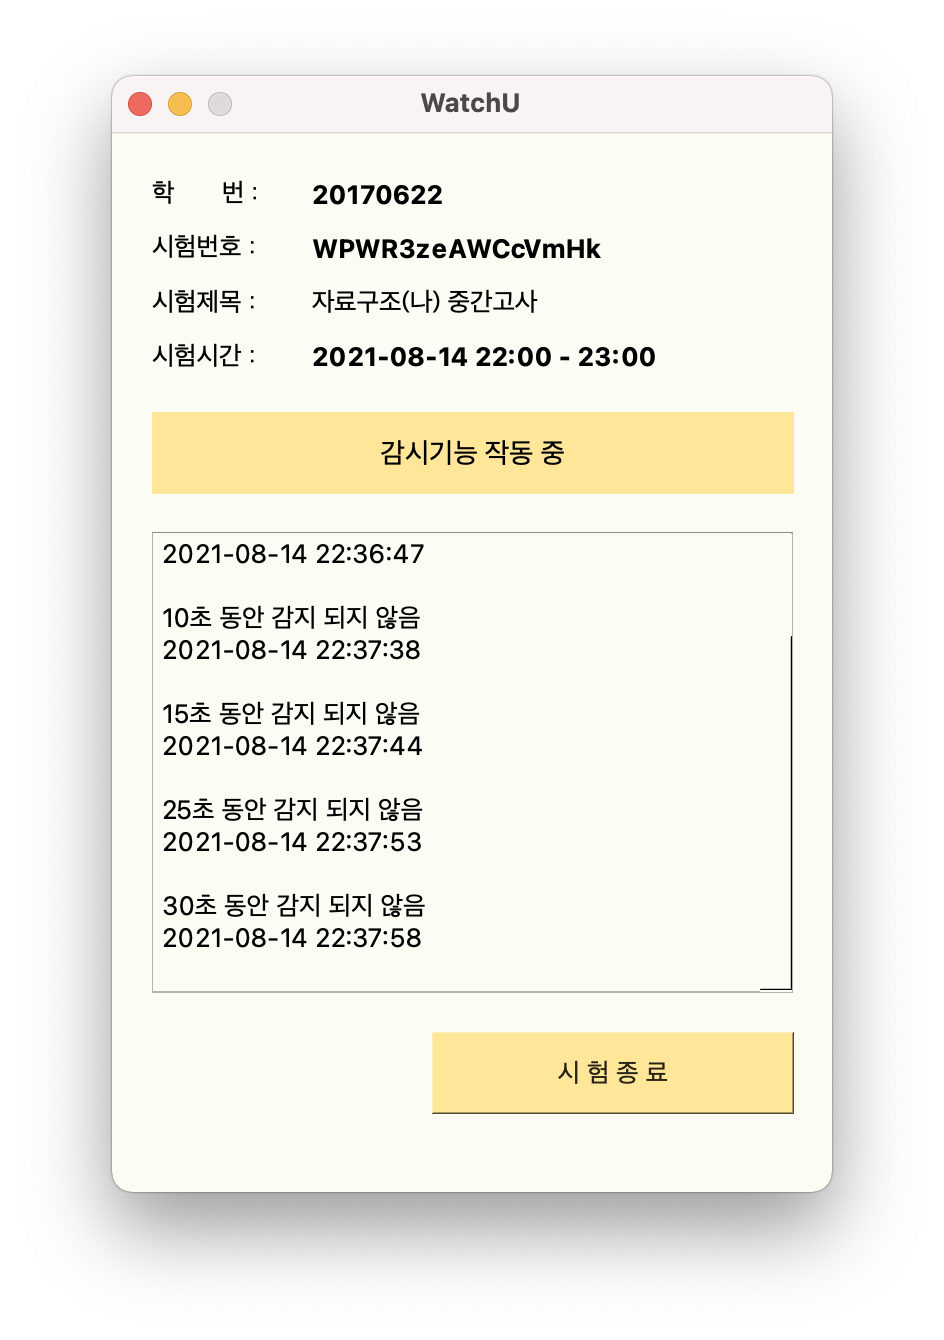 WatchU
학 번 : 20170622
시험번호 : WPWR3zeAWCcVmHk
시험제목 : 자료구조(나) 중간고사
시험시간 : 2021-08-14 22:00 - 23:00
감시기능 작동 중
2021-08-14 22:36:47
10초 동안 감지 되지 않음
2021-08-14 22:37:38
15초 동안 감지 되지 않음
2021-08-14 22:37:44
25초 동안 감지 되지 않음
2021-08-14 22:37:53
30초 동안 감지 되지 않음
2021-08-14 22:37:58
시 험 종 료